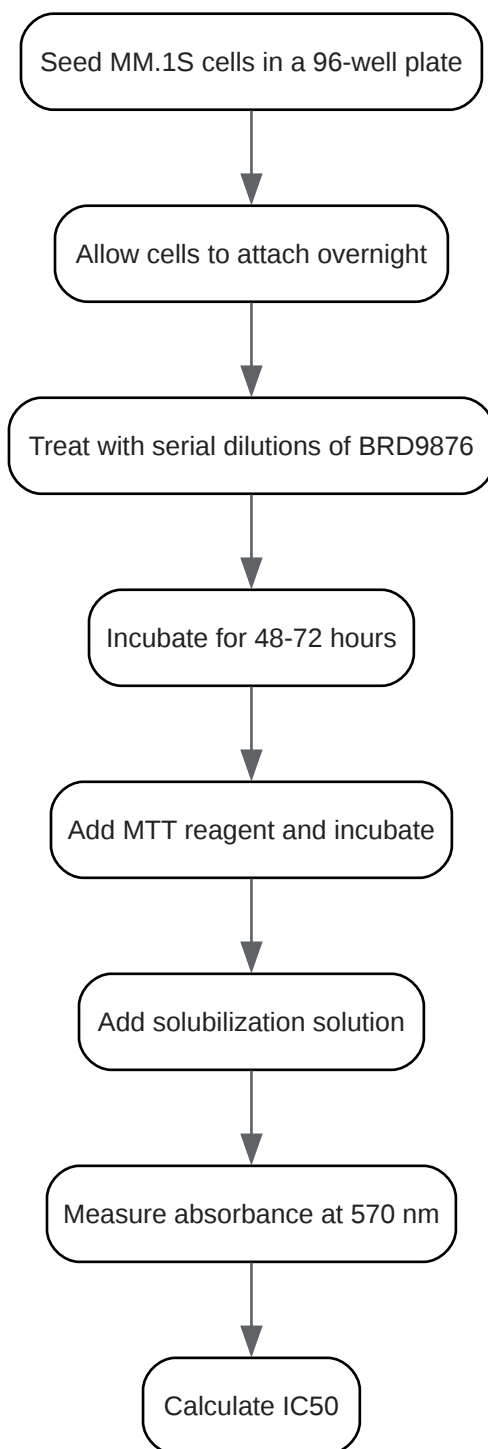 Seed MM.1S cells in a 96-well plate
Allow cells to attach overnight
Treat with serial dilutions of BRD9876
Incubate for 48-72 hours
Add MTT reagent and incubate
Add solubilization solution
Measure absorbance at 570 nm
Calculate IC50